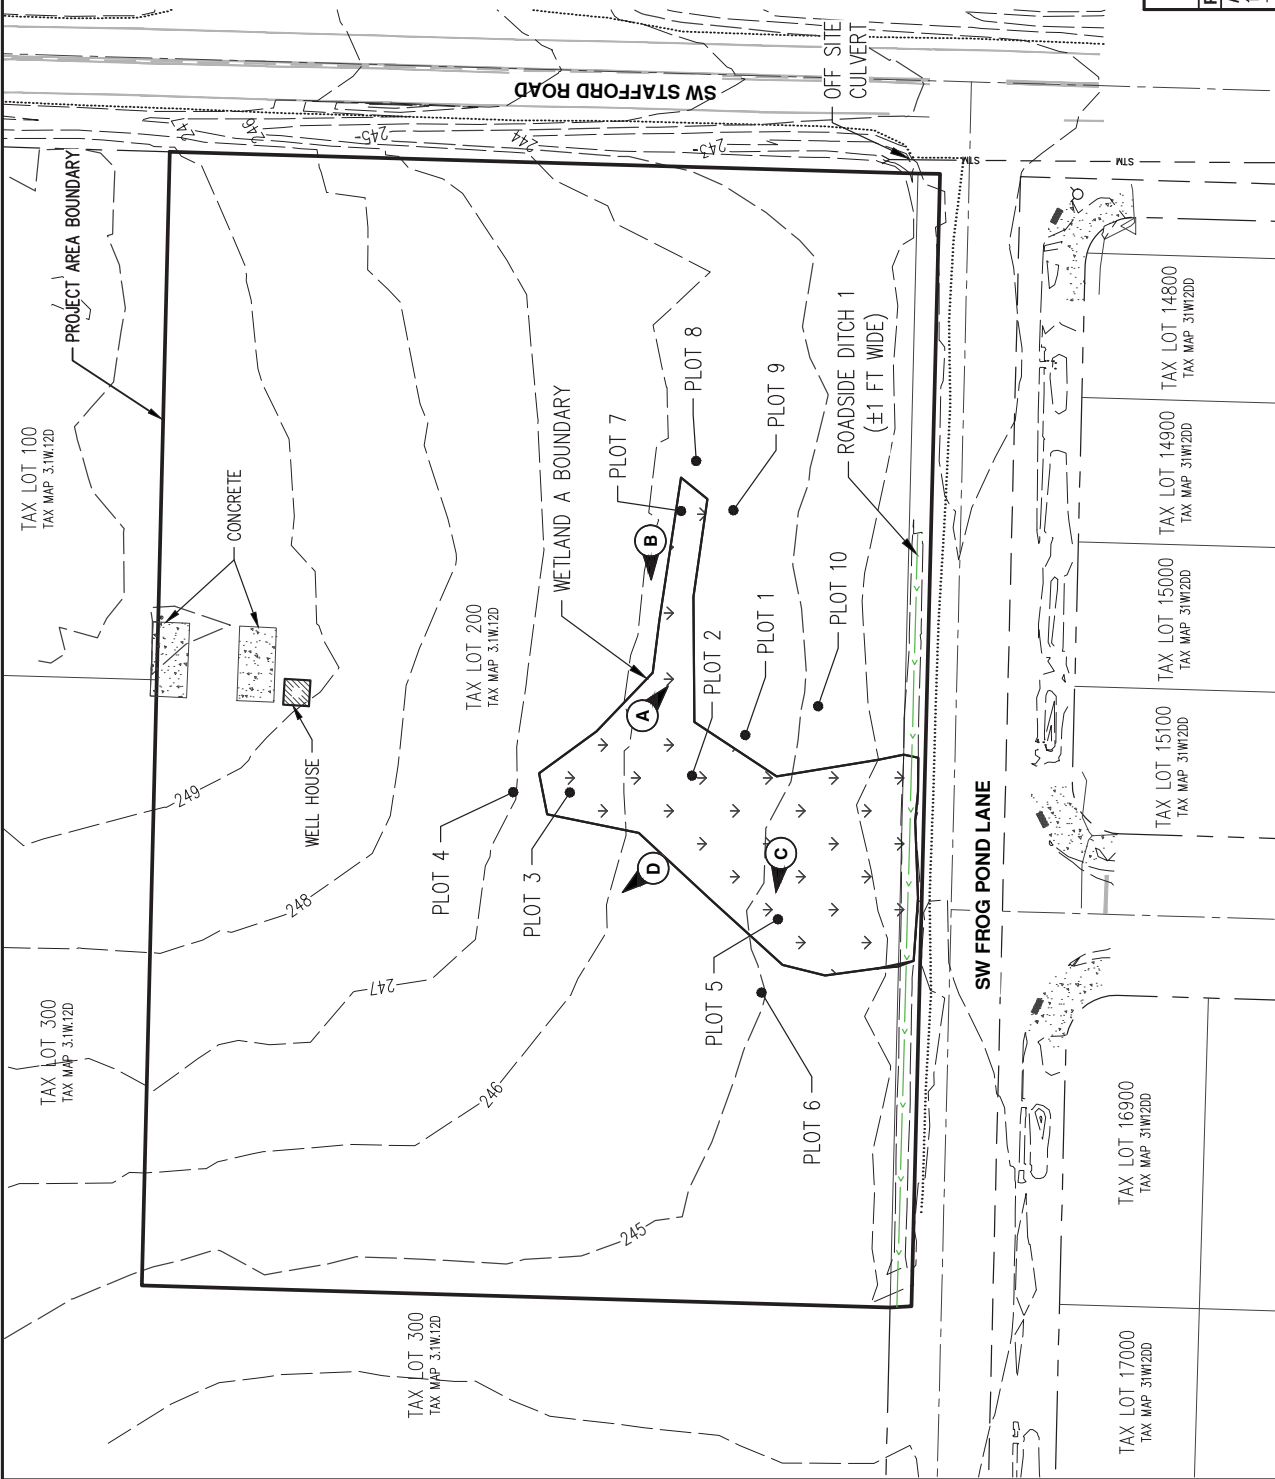 TAX LOT 100
TAX MAP 3.1W.12D
PROJECT AREA BOUNDARY
CONCRETE
WELL HOUSE
TAX LOT 300
TAX MAP 3.1W.12D
TAX LOT 200
TAX MAP 3.1W.12D
SW STAFFORD ROAD
OFF SITE
CULVERT
247
246
245
244
243
249
248
247
246
245
WETLAND A BOUNDARY
PLOT 7
PLOT 8
PLOT 9
PLOT 4
PLOT 3
PLOT 2
PLOT 1
PLOT 10
PLOT 5
PLOT 6
A
B
C
D
ROADSIDE DITCH 1
(±1 FT WIDE)
STM
STM
SW FROG POND LANE
TAX LOT 300
TAX MAP 3.1W.12D
TAX LOT 17000
TAX MAP 31W12DD
TAX LOT 16900
TAX MAP 31W12DD
TAX LOT 15100
TAX MAP 31W12DD
TAX LOT 15000
TAX MAP 31W12DD
TAX LOT 14900
TAX MAP 31W12DD
TAX LOT 14800
TAX MAP 31W12DD